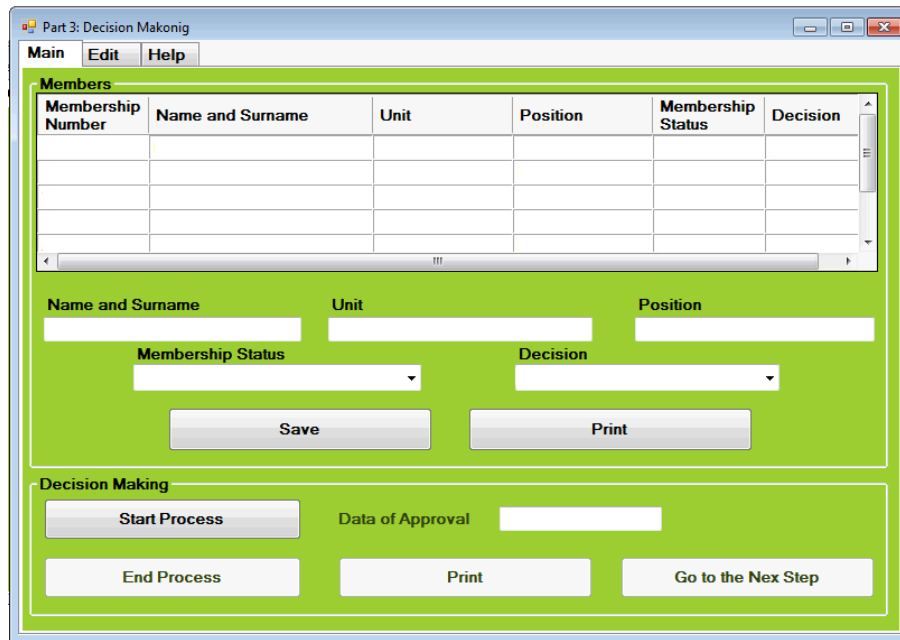 Part 3: Decision Makonig
Main Edit Help
Members
Membership Number Name and Surname Unit Position Membership Status Decision
Name and Surname Unit Position
Membership Status Decision
Save Print
Decision Making
Start Process Data of Approval
End Process Print Go to the Nex Step